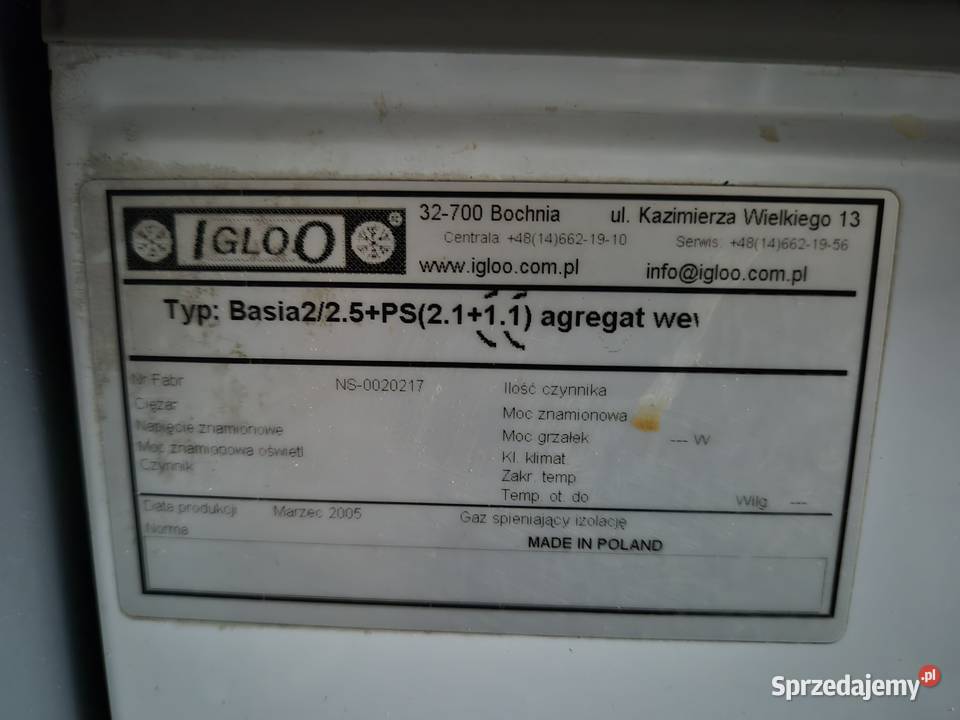 IGLOO ®
32-700 Bochnia ul. Kazimierza Wielkiego 13
Centrala: +48(14)662-19-10 Serwis: +48(14)662-19-56
www.igloo.com.pl info@igloo.com.pl
Typ: Basia2/2.5+PS(2.1+1.1) agregat wew
Nr Fabr NS-0020217 Ilość czynnika
Ciężar Moc znamionowa
Napięcie znamionowe Moc grzałek --- W
Moc znamionowa oświetl Kl. klimat
Czynnik Zakr. temp
Temp. ot. do Wilg ---
Data produkcji Marzec 2005 Gaz spieniający izolację
Norma MADE IN POLAND
Sprzedajemy.pl